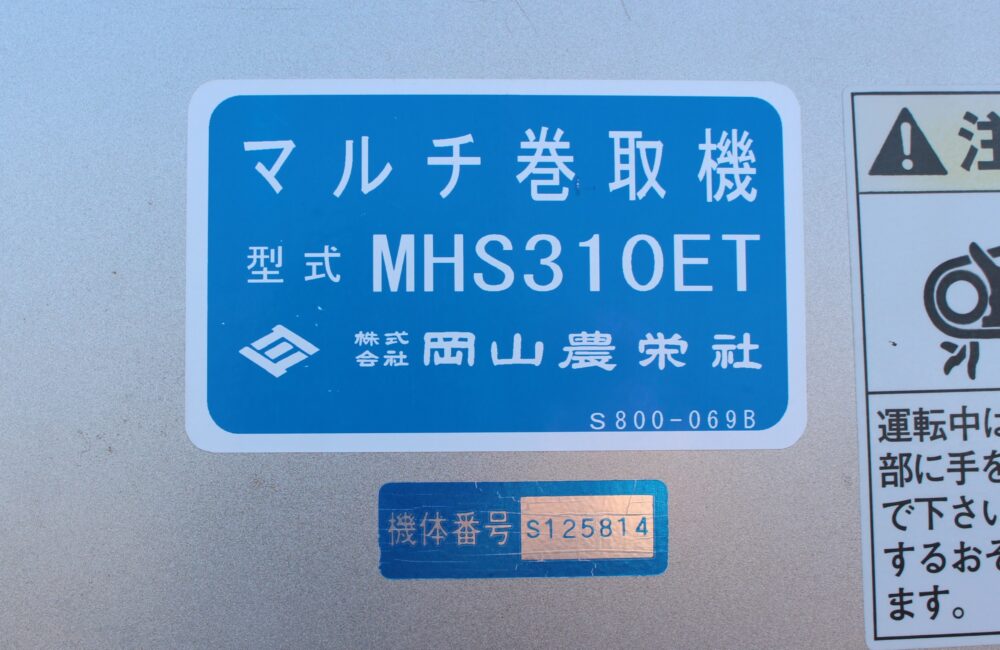 マルチ巻取機
型式 MHS310ET
株式会社 岡山農栄社
S800-069B
機体番号 S125814
注
運転中は
部に手を
で下さい
するおそ
ます。